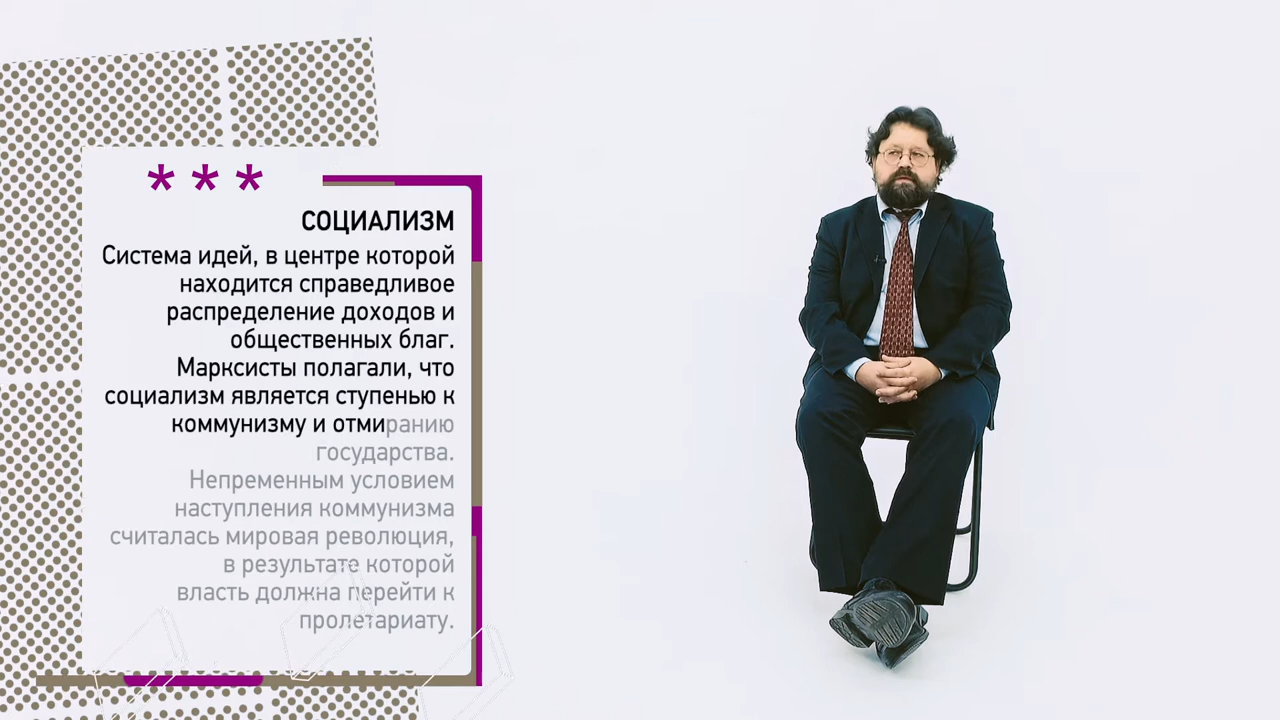 ***
СОЦИАЛИЗМ
Система идей, в центре которой
находится справедливое
распределение доходов и
общественных благ.
Марксисты полагали, что
социализм является ступенью к
коммунизму и отмиранию
государства.
Непременным условием
наступления коммунизма
считалась мировая революция,
в результате которой
власть должна перейти к
пролетариату.